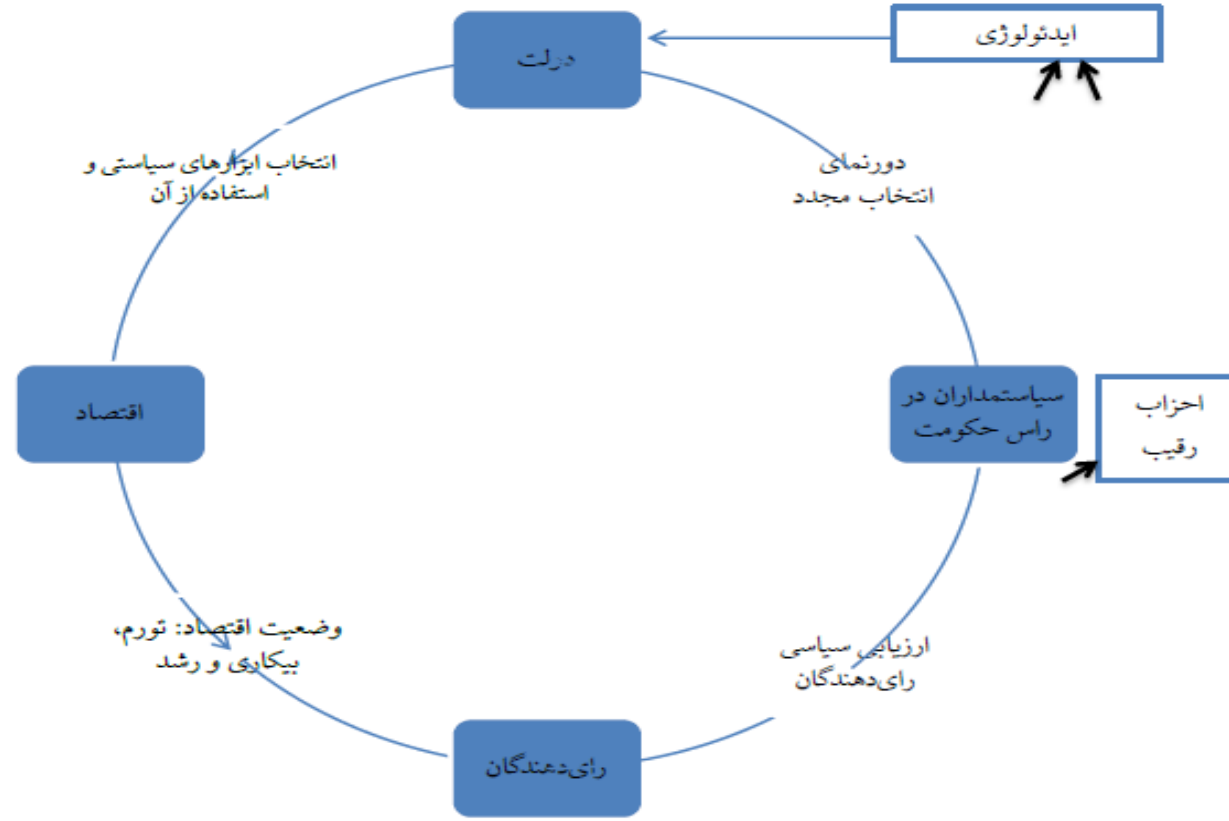 ایدئولوژی
دولت
انتخاب ابزارهای سیاستی و
استفاده از آن
دورنمای
انتخاب مجدد
اقتصاد
سیاستمداران در
راس حکومت
احزاب
رقیب
وضعیت اقتصاد: تورم،
بیکاری و رشد
ارزیابی سیاسی
رای‌دهندگان
رای‌دهندگان